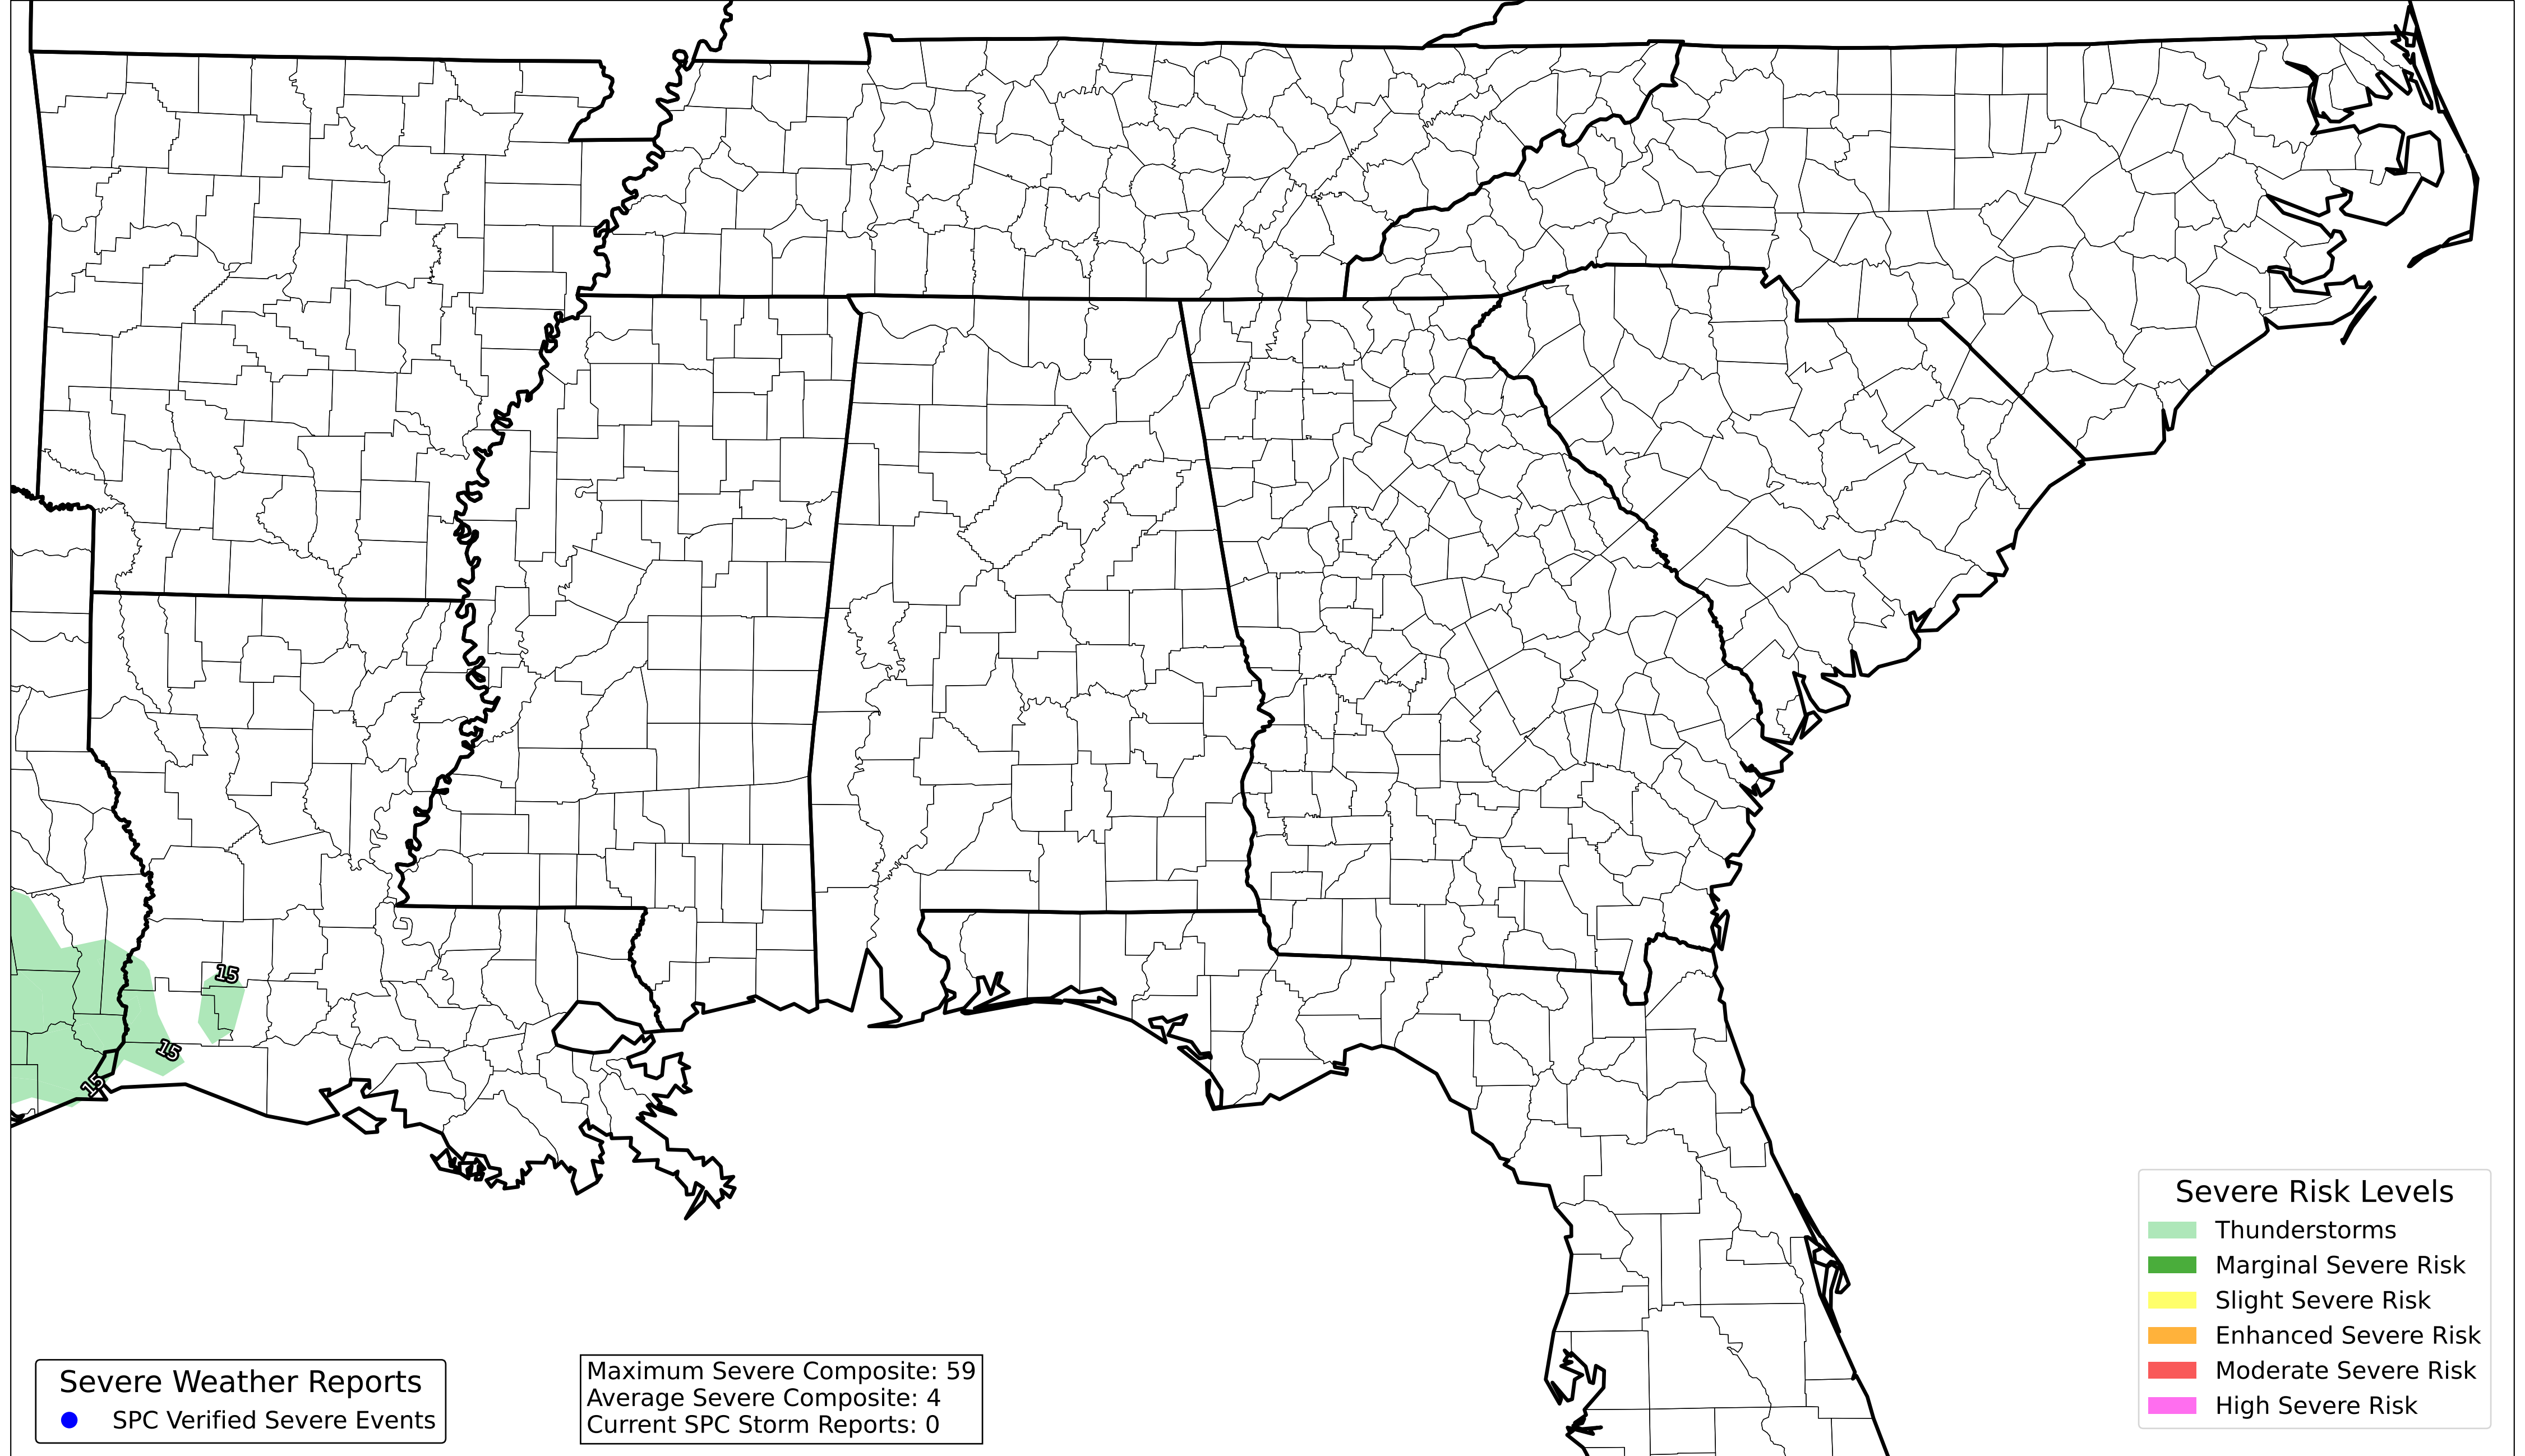 15
15
15
Severe Risk Levels
Thunderstorms
Marginal Severe Risk
Slight Severe Risk
Enhanced Severe Risk
Moderate Severe Risk
High Severe Risk
Severe Weather Reports
SPC Verified Severe Events
Maximum Severe Composite: 59
Average Severe Composite: 4
Current SPC Storm Reports: 0